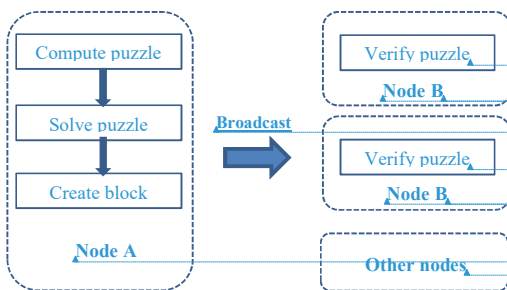 Compute puzzle
Solve puzzle
Create block
Node A
Broadcast
Verify puzzle
Node B
Verify puzzle
Node B
Other nodes